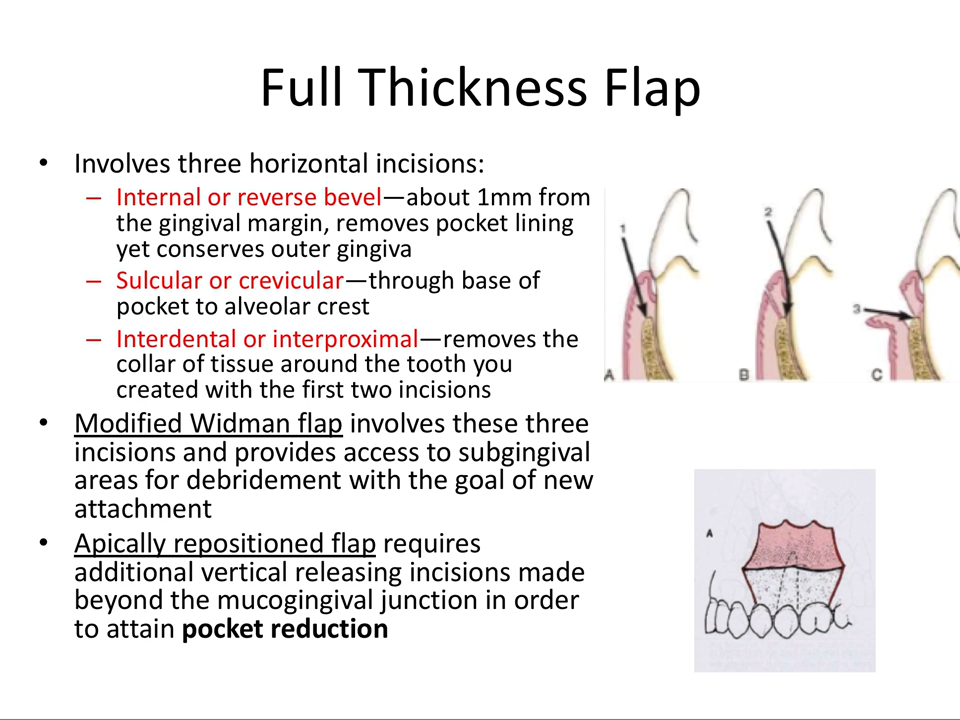 Full Thickness Flap
• Involves three horizontal incisions:
– Internal or reverse bevel—about 1mm from
the gingival margin, removes pocket lining
yet conserves outer gingiva
– Sulcular or crevicular—through base of
pocket to alveolar crest
– Interdental or interproximal—removes the
collar of tissue around the tooth you
created with the first two incisions
• Modified Widman flap involves these three
incisions and provides access to subgingival
areas for debridement with the goal of new
attachment
• Apically repositioned flap requires
additional vertical releasing incisions made
beyond the mucogingival junction in order
to attain pocket reduction
1
2
3
A
B
C
A